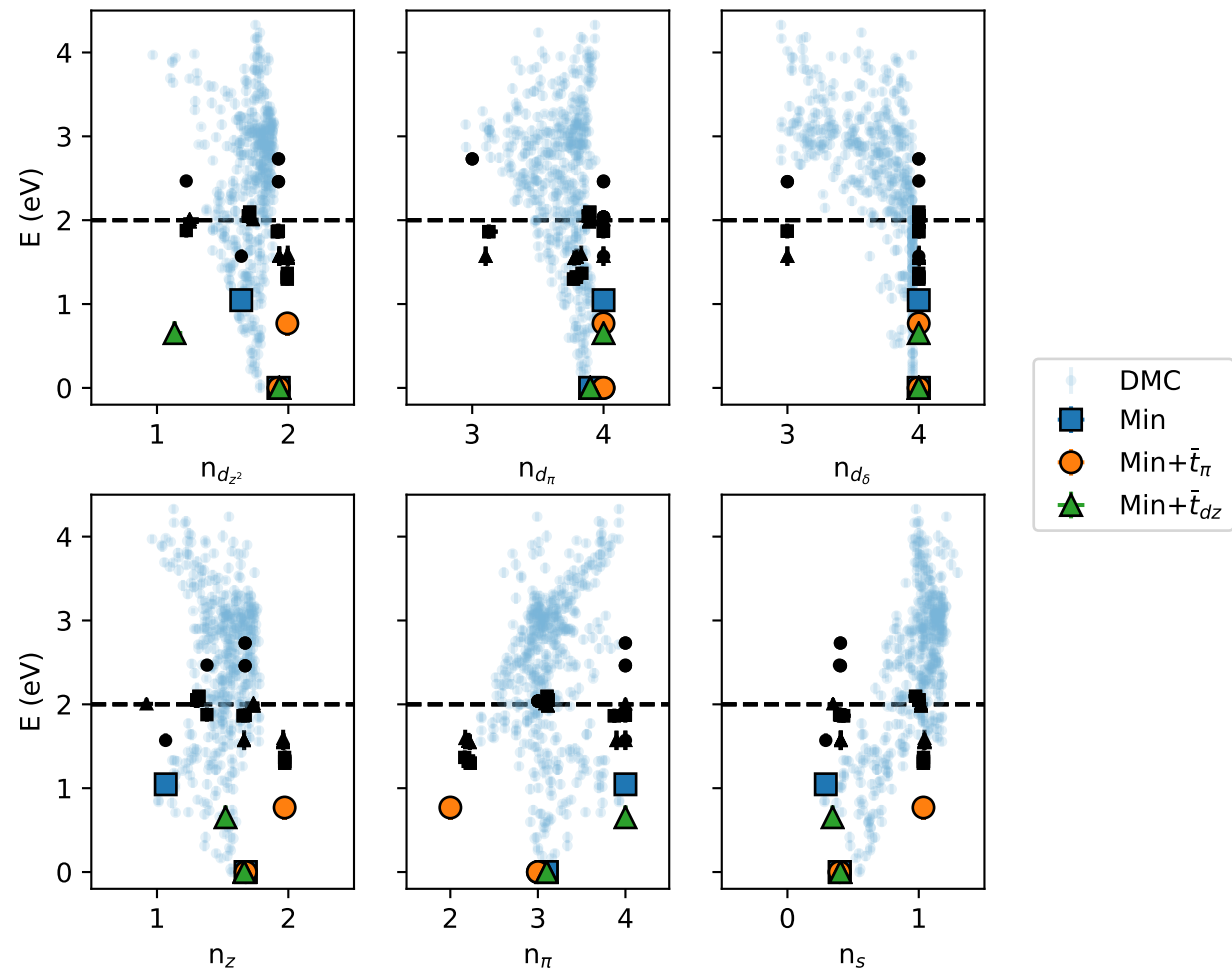 E (eV)
4
3
2
1
0
1 2
n_{d_{z^2}}
3 4
n_{d_π}
3 4
n_{d_δ}
DMC
Min
Min+t̄_π
Min+t̄_{dz}
E (eV)
4
3
2
1
0
1 2
n_z
2 3 4
n_π
0 1
n_s